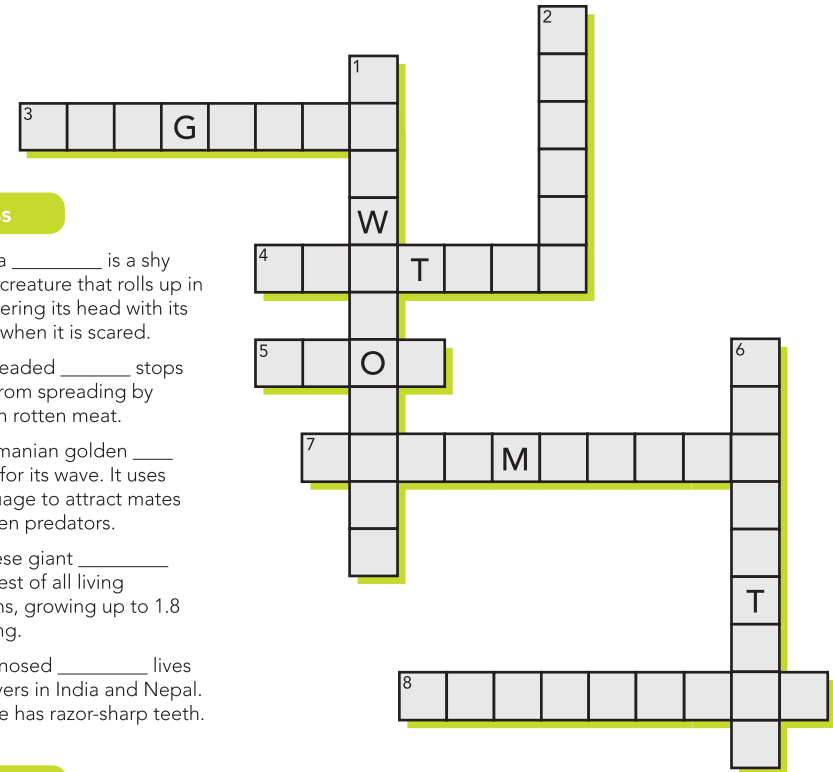 2
1
3
G
W
s
4
T
a _________ is a shy
creature that rolls up in
ering its head with its
when it is scared.
5
O
6
eaded _______ stops
rom spreading by
n rotten meat.
7
M
manian golden ____
for its wave. It uses
uage to attract mates
en predators.
ese giant _________
est of all living
ns, growing up to 1.8
ng.
T
nosed _________ lives
vers in India and Nepal.
e has razor-sharp teeth.
8